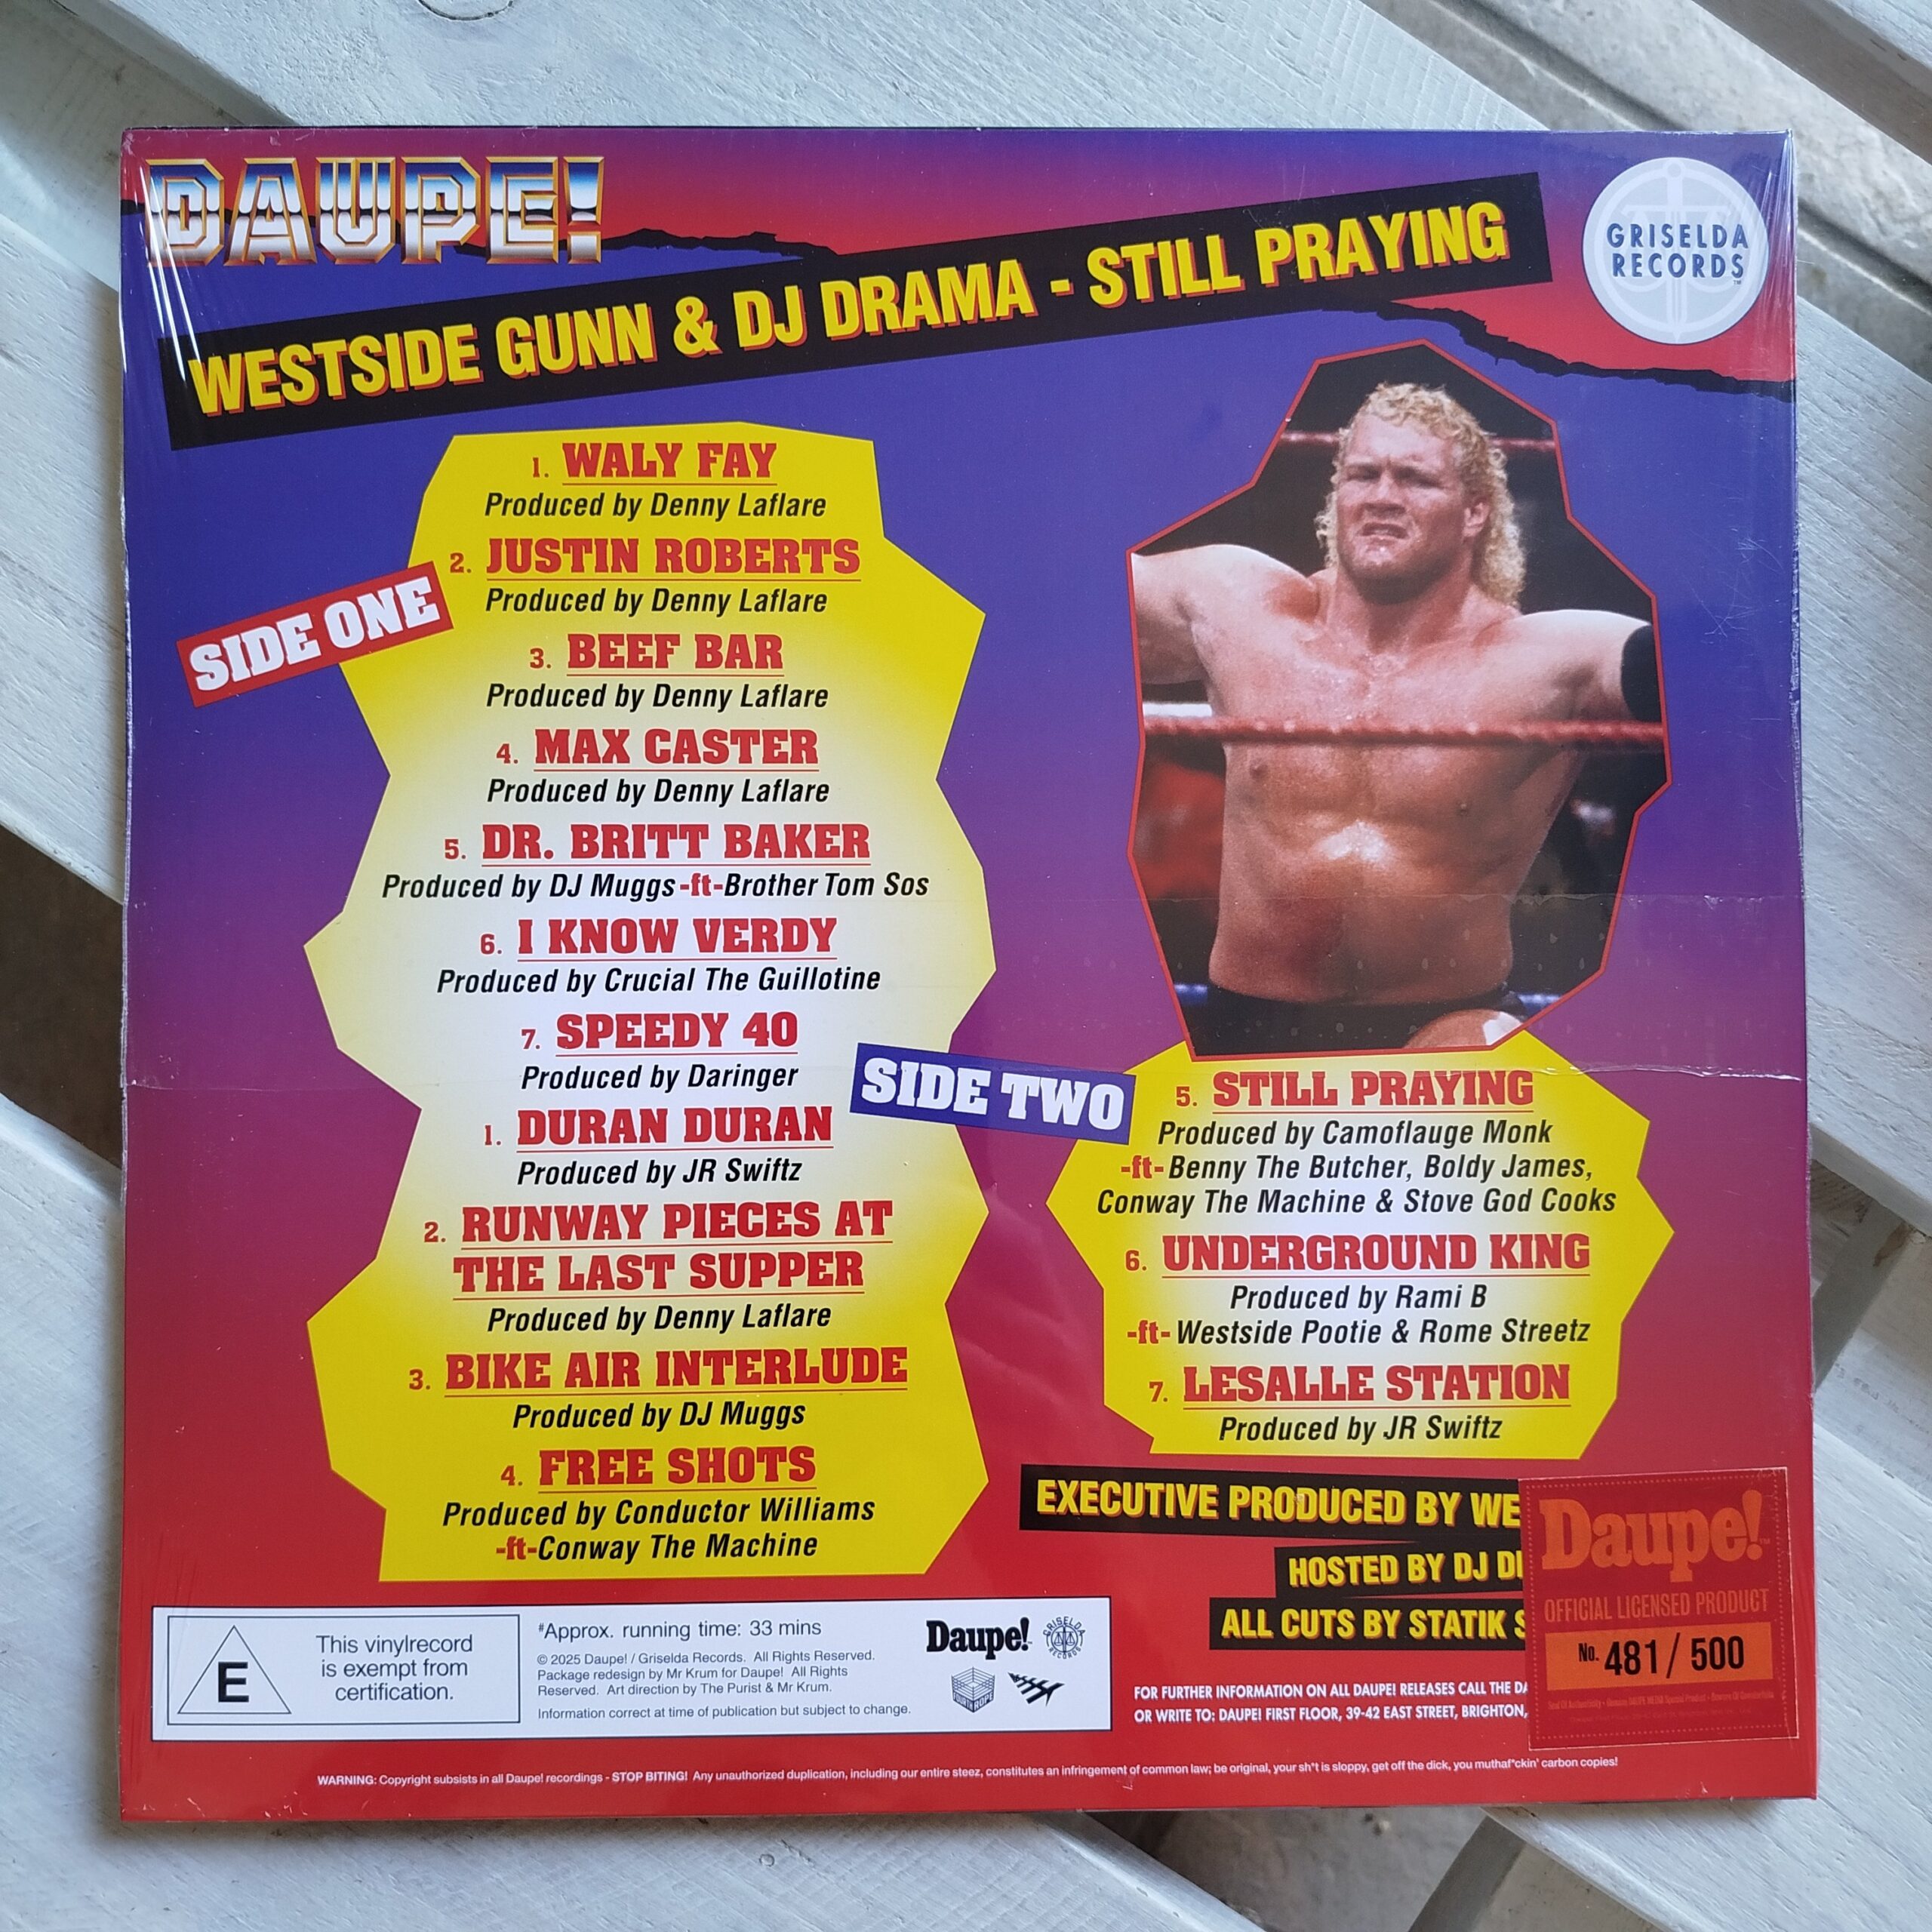 DAUPE!
WESTSIDE GUNN & DJ DRAMA - STILL PRAYING
GRISELDA
RECORDS
SIDE ONE
1. WALY FAY
Produced by Denny Laflare
2. JUSTIN ROBERTS
Produced by Denny Laflare
3. BEEF BAR
Produced by Denny Laflare
4. MAX CASTER
Produced by Denny Laflare
5. DR. BRITT BAKER
Produced by DJ Muggs -ft- Brother Tom Sos
6. I KNOW VERDY
Produced by Crucial The Guillotine
7. SPEEDY 40
Produced by Daringer
SIDE TWO
1. DURAN DURAN
Produced by JR Swiftz
2. RUNWAY PIECES AT
THE LAST SUPPER
Produced by Denny Laflare
3. BIKE AIR INTERLUDE
Produced by DJ Muggs
4. FREE SHOTS
Produced by Conductor Williams
-ft-Conway The Machine
5. STILL PRAYING
Produced by Camoflauge Monk
-ft- Benny The Butcher, Boldy James,
Conway The Machine & Stove God Cooks
6. UNDERGROUND KING
Produced by Rami B
-ft- Westside Pootie & Rome Streetz
7. LESALLE STATION
Produced by JR Swiftz
EXECUTIVE PRODUCED BY WE
HOSTED BY DJ D
ALL CUTS BY STATIK S
Daupe!
OFFICIAL LICENSED PRODUCT
No. 481 / 500
E
This vinylrecord
is exempt from
certification.
#Approx. running time: 33 mins
© 2025 Daupe! / Griselda Records. All Rights Reserved.
Package redesign by Mr Krum for Daupe! All Rights
Reserved. Art direction by The Purist & Mr Krum.
Information correct at time of publication but subject to change.
Daupe!
GRISELDA
RECORDS
FOURTH ROPE
FOR FURTHER INFORMATION ON ALL DAUPE! RELEASES CALL THE DA
OR WRITE TO: DAUPE! FIRST FLOOR, 39-42 EAST STREET, BRIGHTON,
WARNING: Copyright subsists in all Daupe! recordings - STOP BITING! Any unauthorized duplication, including our entire steez, constitutes an infringement of common law; be original, your sh*t is sloppy, get off the dick, you muthaf*ckin' carbon copies!